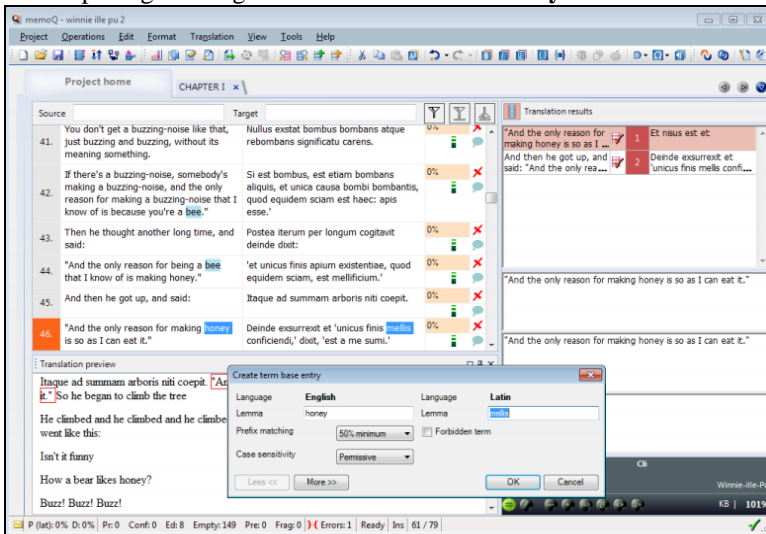 memoQ - winnie ille pu 2
Project Operations Edit Format Translation View Tools Help
Project home
CHAPTER I
Source
Target
Translation results
41.
You don't get a buzzing-noise like that,
just buzzing and buzzing, without its
meaning something.
Nullus exstat bombus bombans atque
rebombans significatu carens.
42.
If there's a buzzing-noise, somebody's
making a buzzing-noise, and the only
reason for making a buzzing-noise that I
know of is because you're a bee."
Si est bombus, est etiam bombans
aliquis, et unica causa bombi bombantis,
quod equidem sciam est haec: apis
esse.'
0%
43.
Then he thought another long time, and
said:
Postea iterum per longum cogitavit
deinde dixit:
0%
44.
"And the only reason for being a bee
that I know of is making honey."
'et unicus finis apium existentiae, quod
equidem sciam, est mellificium.'
0%
45.
And then he got up, and said:
Itaque ad summam arboris niti coepit.
0%
46.
"And the only reason for making honey
is so as I can eat it."
Deinde exsurrexit et 'unicus finis mellis
conficiendi,' dixit, 'est a me sumi.'
0%
"And the only reason for
making honey is so as I ...
1
Et nisus est et:
And then he got up, and
said: "And the only rea...
2
Deinde exsurrexit et
'unicus finis mellis confi...
"And the only reason for making honey is so as I can eat it."
"And the only reason for making honey is so as I can eat it."
Translation preview
Itaque ad summam arboris niti coepit. "An
it." So he began to climb the tree
He climbed and he climbed and he climbe
went like this:
Isn't it funny
How a bear likes honey?
Buzz! Buzz! Buzz!
Create term base entry
Language English
Language Latin
Lemma honey
Lemma mellis
Prefix matching 50% minimum
Forbidden term
Case sensitivity Permissive
Less << More >>
OK Cancel
Winnie-ille-Pu
KB | 101%
P (lat): 0% D: 0% Pr: 0 Conf: 0 Ed: 8 Empty: 149 Pre: 0 Frag: 0 Errors: 1 Ready Ins 61 / 79